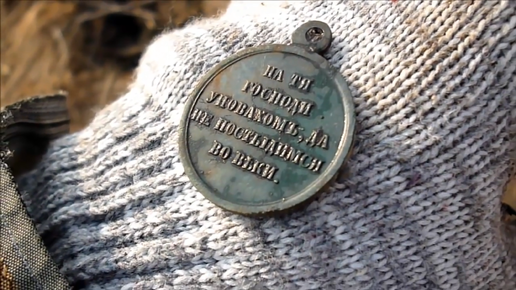 НА ТЯ
ГОСПОДИ
УПОВАХОМЪ, ДА
НЕ ПОСТЫДИМСЯ
ВО ВѢКИ.